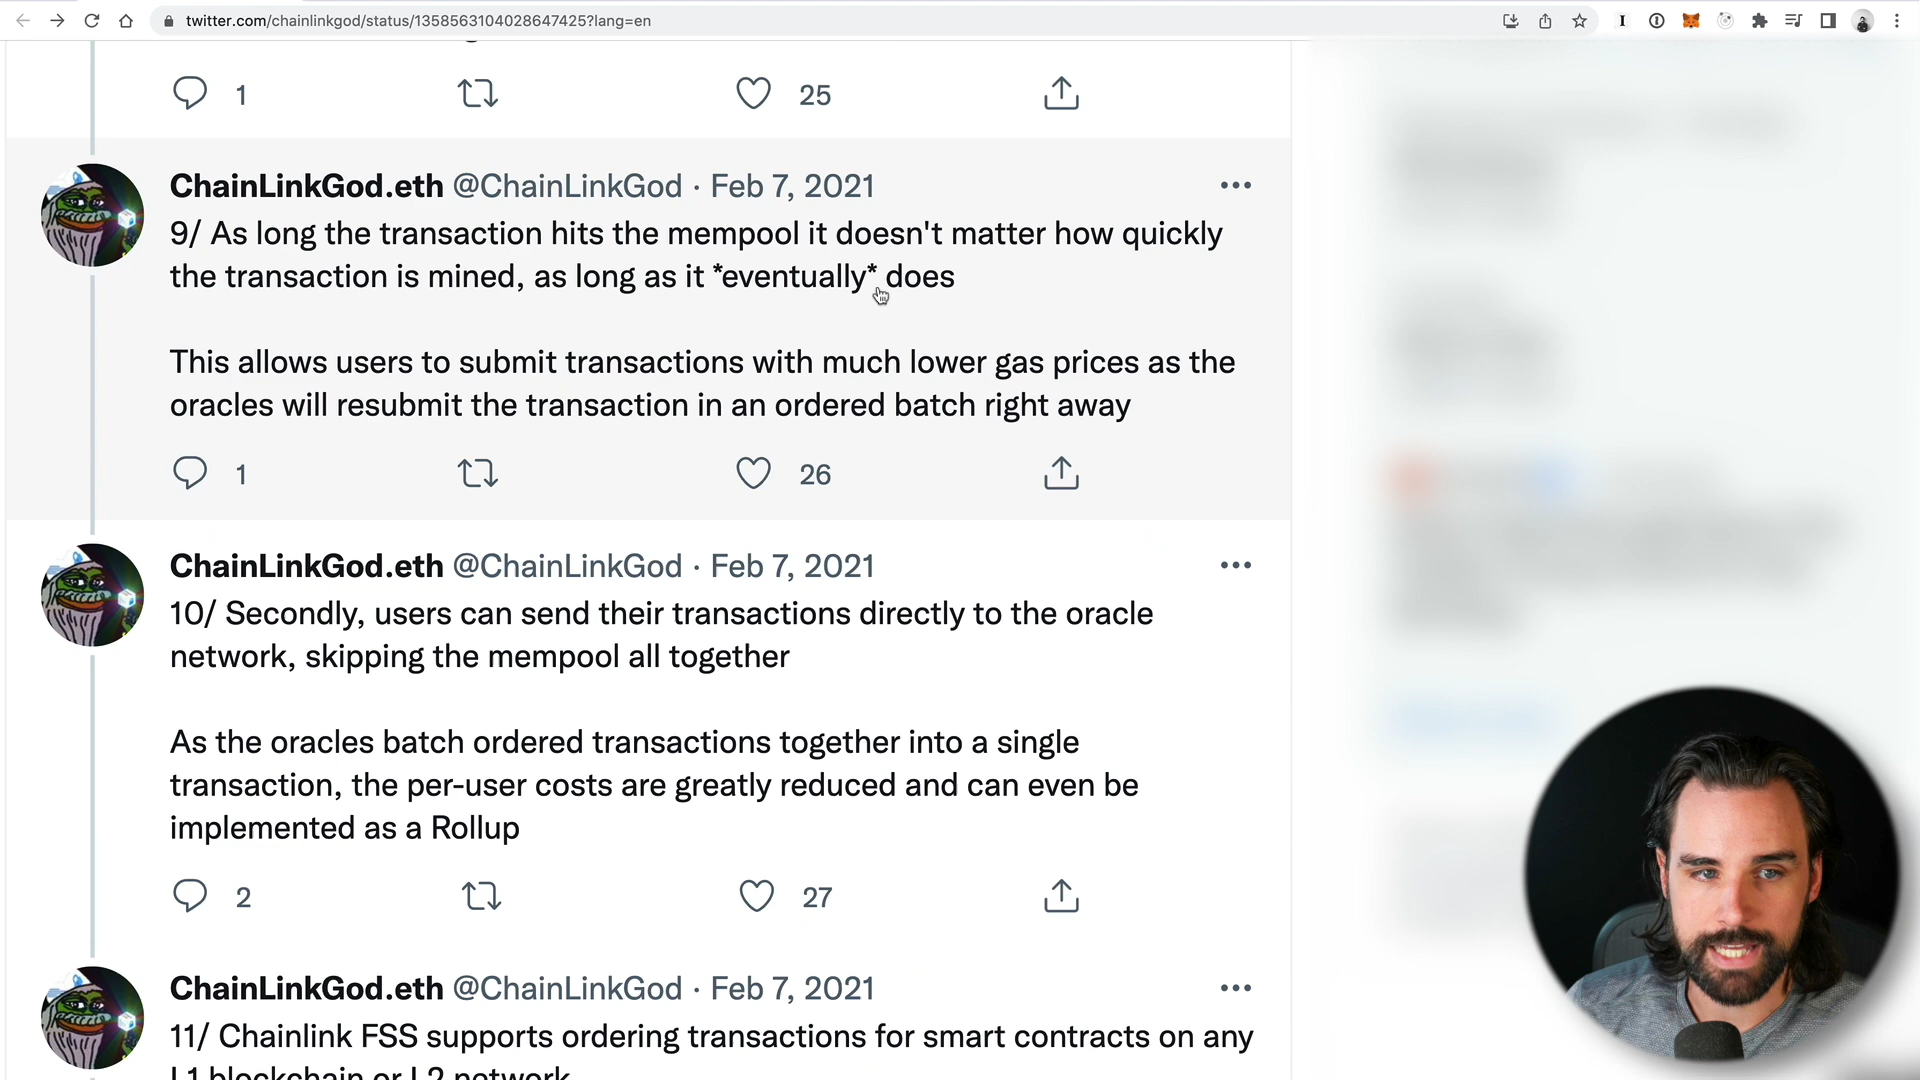 twitter.com/chainlinkgod/status/1358563104028647425?lang=en
1 25
ChainLinkGod.eth @ChainLinkGod · Feb 7, 2021
9/ As long the transaction hits the mempool it doesn't matter how quickly
the transaction is mined, as long as it *eventually* does
This allows users to submit transactions with much lower gas prices as the
oracles will resubmit the transaction in an ordered batch right away
1 26
ChainLinkGod.eth @ChainLinkGod · Feb 7, 2021
10/ Secondly, users can send their transactions directly to the oracle
network, skipping the mempool all together
As the oracles batch ordered transactions together into a single
transaction, the per-user costs are greatly reduced and can even be
implemented as a Rollup
2 27
ChainLinkGod.eth @ChainLinkGod · Feb 7, 2021
11/ Chainlink FSS supports ordering transactions for smart contracts on any
L1 blockchain or L2 network